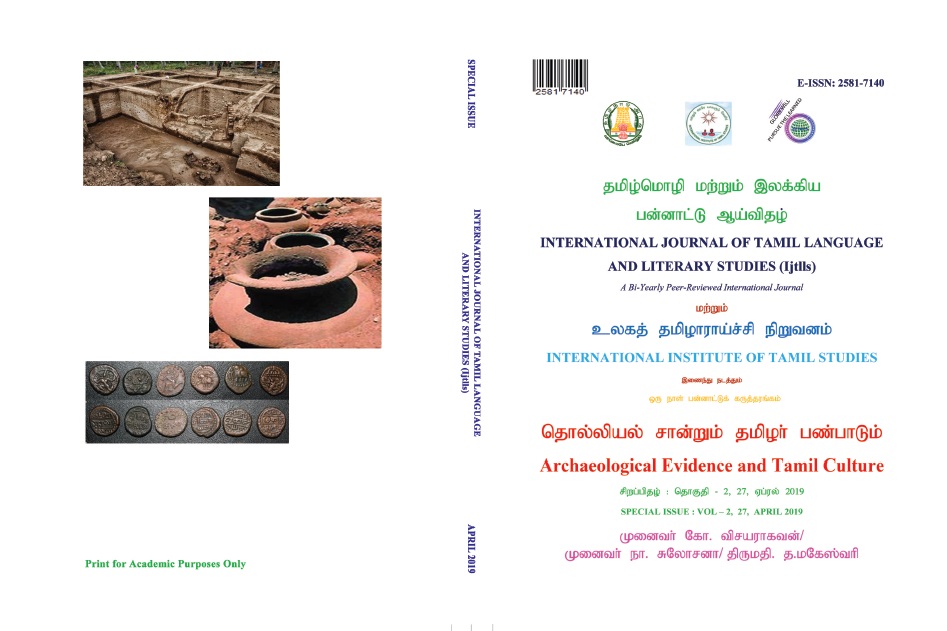 Print for Academic Purposes Only
SPECIAL ISSUE
INTERNATIONAL JOURNAL OF TAMIL LANGUAGE
AND LITERARY STUDIES (Ijtlls)
APRIL 2019
2581 7140
E-ISSN: 2581-7140
PURSUE THE LEARNED
தமிழ்மொழி மற்றும் இலக்கிய
பன்னாட்டு ஆய்விதழ்
INTERNATIONAL JOURNAL OF TAMIL LANGUAGE
AND LITERARY STUDIES (Ijtlls)
A Bi-Yearly Peer-Reviewed International Journal
மற்றும்
உலகத் தமிழாராய்ச்சி நிறுவனம்
INTERNATIONAL INSTITUTE OF TAMIL STUDIES
இணைந்து நடத்தும்
ஒரு நாள் பன்னாட்டுக் கருத்தரங்கம்
தொல்லியல் சான்றும் தமிழர் பண்பாடும்
Archaeological Evidence and Tamil Culture
சிறப்பிதழ் : தொகுதி - 2, 27, ஏப்ரல் 2019
SPECIAL ISSUE : VOL – 2, 27, APRIL 2019
முனைவர் கோ. விசயராகவன்/
முனைவர் நா. சுலோசனா/ திருமதி. த.மகேஸ்வரி